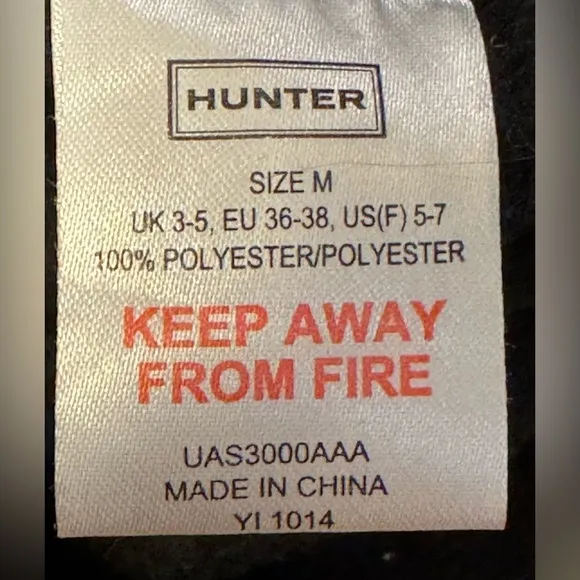 HUNTER
SIZE M
UK 3-5, EU 36-38, US(F) 5-7
100% POLYESTER/POLYESTER
KEEP AWAY
FROM FIRE
UAS3000AAA
MADE IN CHINA
YI 1014